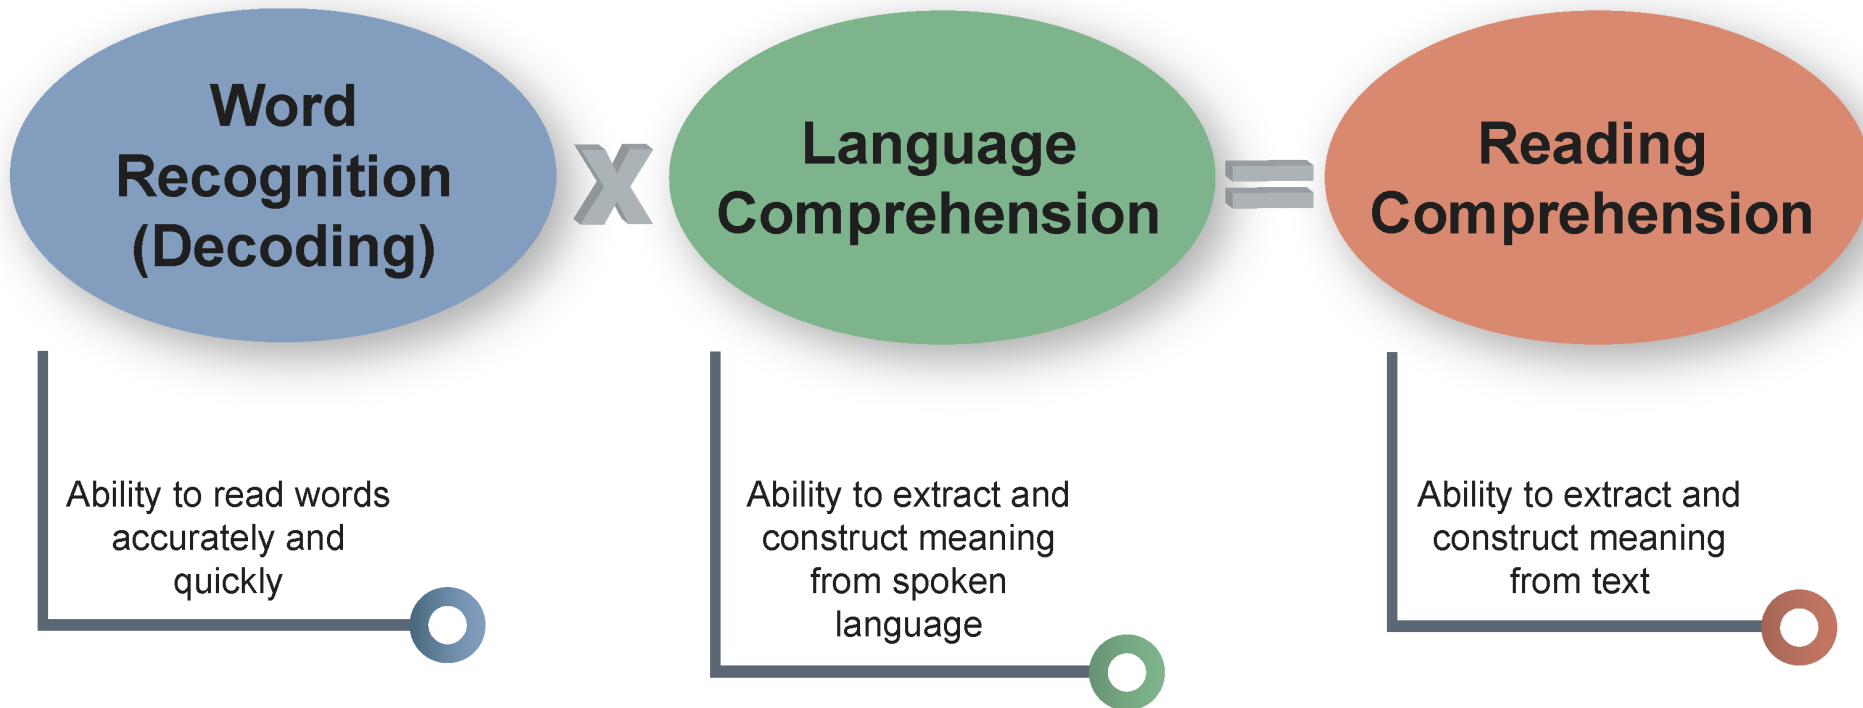 Word
Recognition
(Decoding)
x
Language
Comprehension
=
Reading
Comprehension
Ability to read words
accurately and
quickly
Ability to extract and
construct meaning
from spoken
language
Ability to extract and
construct meaning
from text